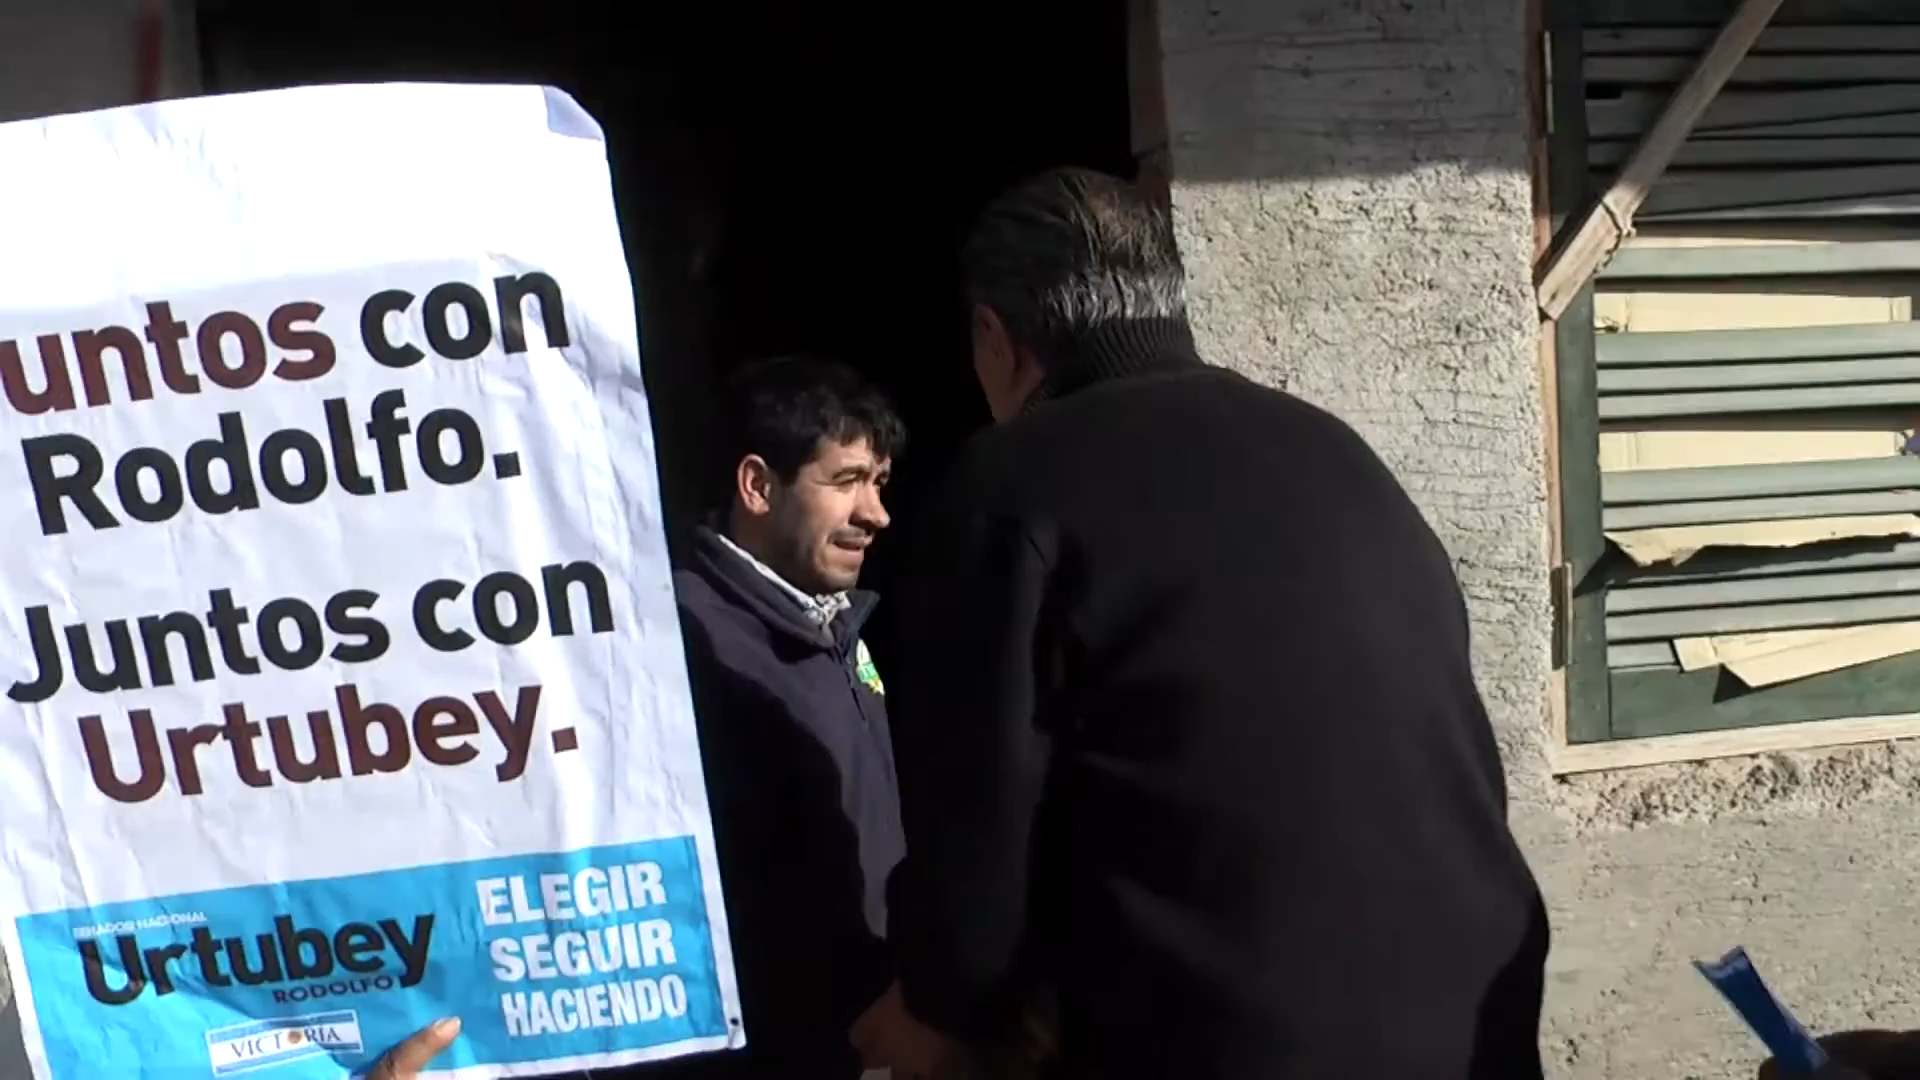 untos con
Rodolfo.
Juntos con
Urtubey.
SENADOR NACIONAL
Urtubey
RODOLFO
VICTORIA
ELEGIR
SEGUIR
HACIENDO